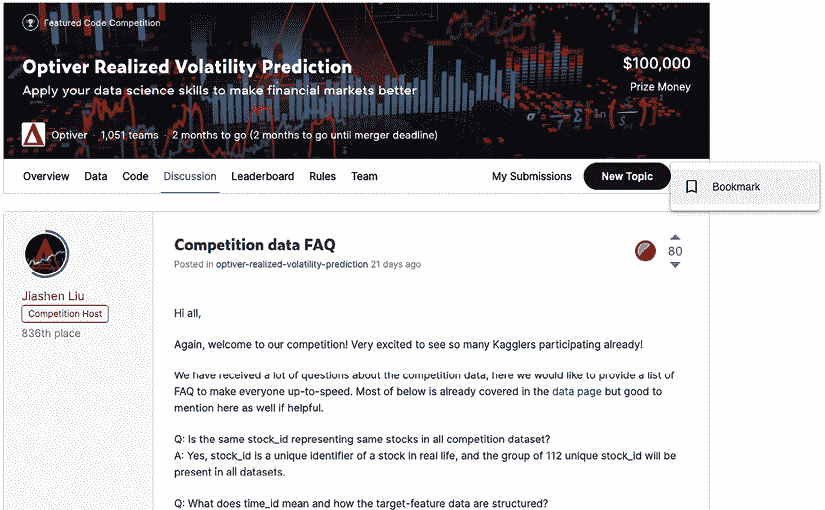 Featured Code Competition
Optiver Realized Volatility Prediction
Apply your data science skills to make financial markets better
$100,000
Prize Money
Optiver · 1,051 teams · 2 months to go (2 months to go until merger deadline)
Overview Data Code Discussion Leaderboard Rules Team My Submissions New Topic
Bookmark
Jiashen Liu
Competition Host
836th place
Competition data FAQ
Posted in optiver-realized-volatility-prediction 21 days ago
80
Hi all,
Again, welcome to our competition! Very excited to see so many Kagglers participating already!
We have received a lot of questions about the competition data, here we would like to provide a list of
FAQ to make everyone up-to-speed. Most of below is already covered in the data page but good to
mention here as well if helpful.
Q: Is the same stock_id representing same stocks in all competition dataset?
A: Yes, stock_id is a unique identifier of a stock in real life, and the group of 112 unique stock_id will be
present in all datasets.
Q: What does time_id mean and how the target-feature data are structured?